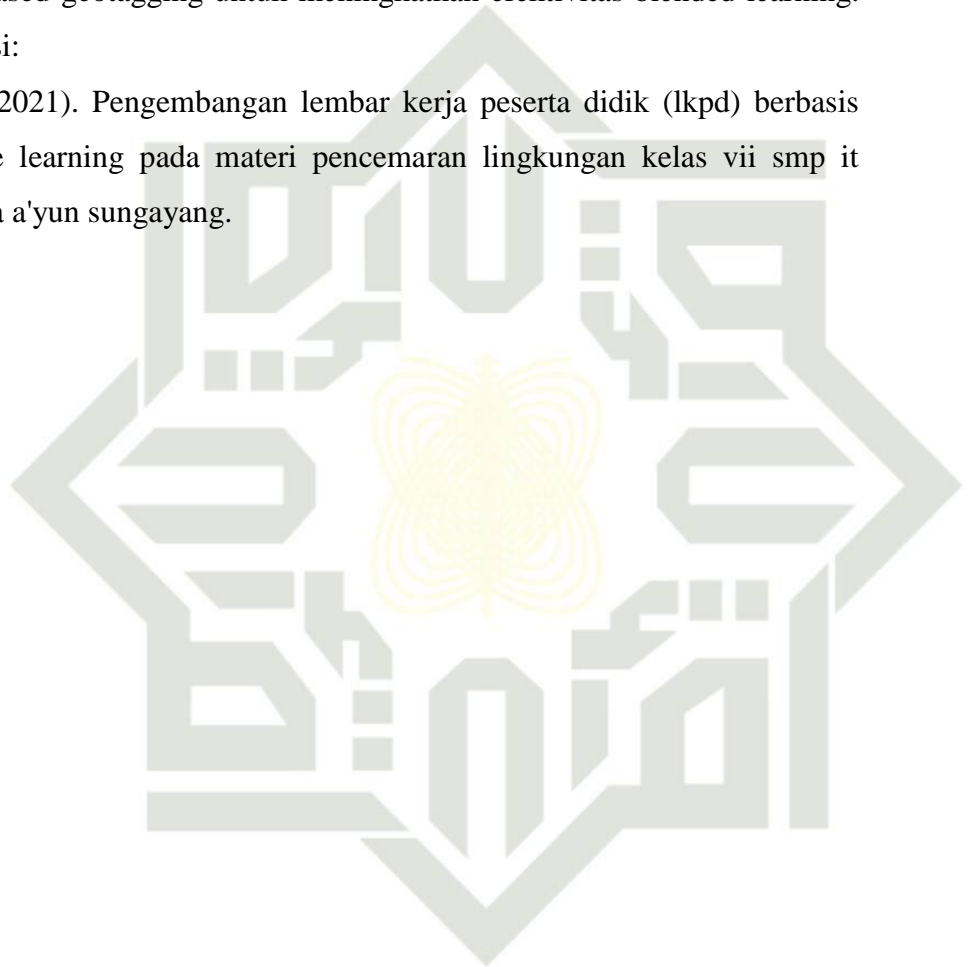 ased geotagging untuk meningkatkan efektivitas blended learning.
si:
2021). Pengembangan lembar kerja peserta didik (lkpd) berbasis
e learning pada materi pencemaran lingkungan kelas vii smp it
a a'yun sungayang.